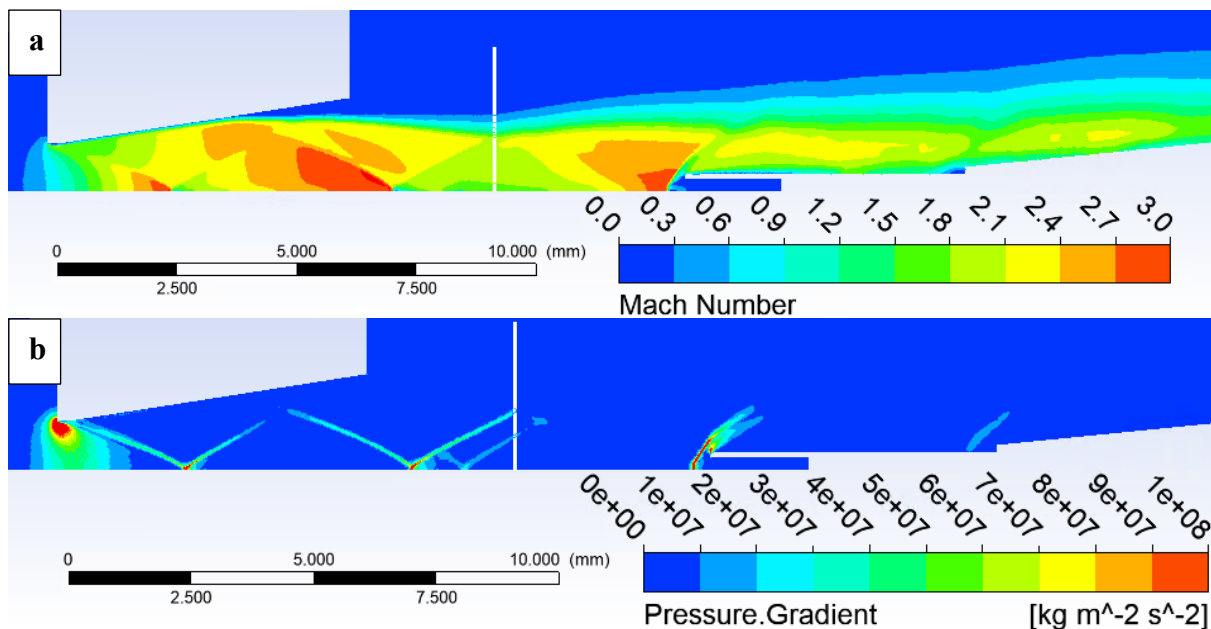 a
0.0 0.3 0.6 0.9 1.2 1.5 1.8 2.1 2.4 2.7 3.0
0 5.000 10.000 (mm)
2.500 7.500
Mach Number
b
0e+00 1e+07 2e+07 3e+07 4e+07 5e+07 6e+07 7e+07 8e+07 9e+07 1e+08
0 5.000 10.000 (mm)
2.500 7.500
Pressure.Gradient [kg m^-2 s^-2]